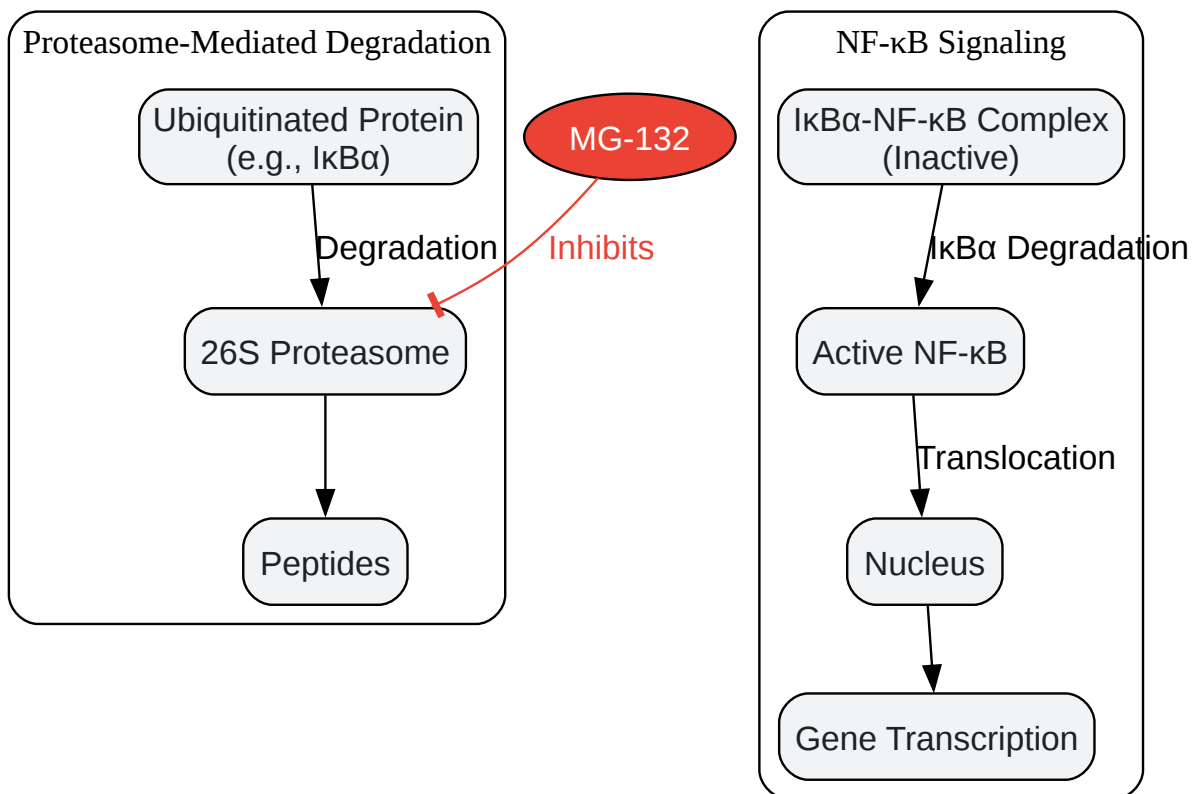 Proteasome-Mediated Degradation
Ubiquitinated Protein
(e.g., IκBα)
Degradation
26S Proteasome
Peptides
MG-132
Inhibits
NF-κB Signaling
IκBα-NF-κB Complex
(Inactive)
IκBα Degradation
Active NF-κB
Translocation
Nucleus
Gene Transcription